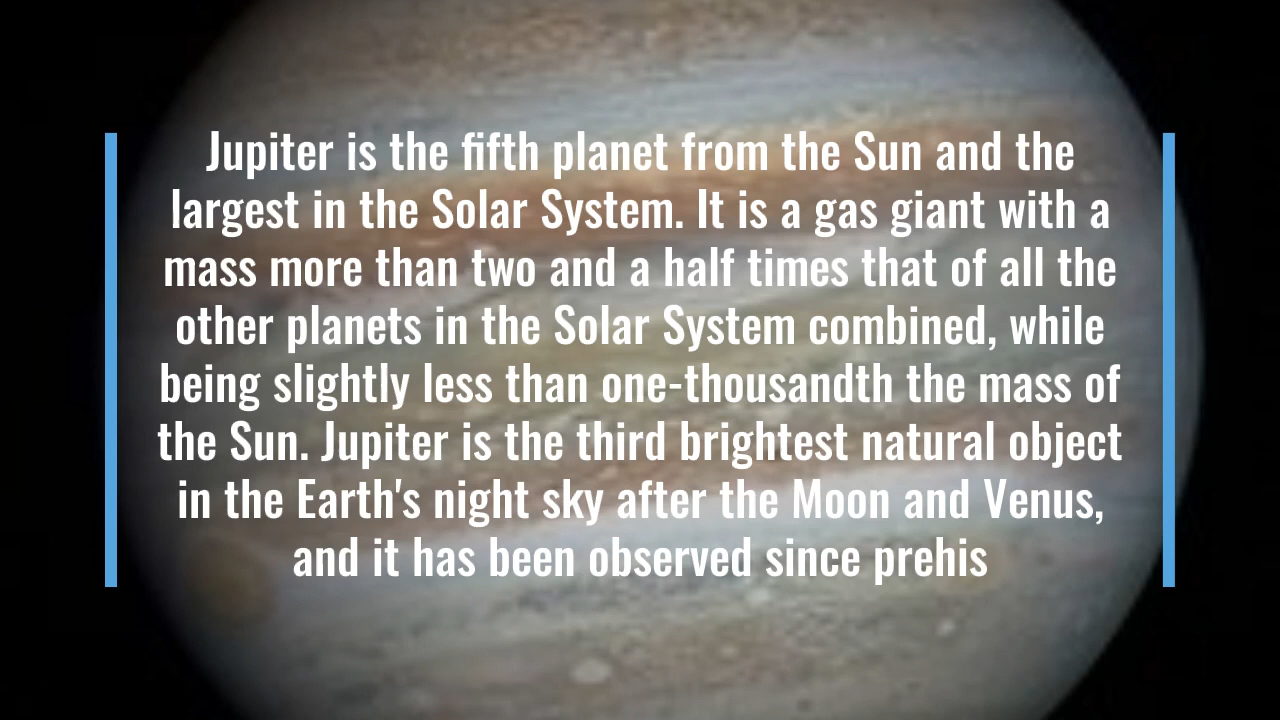 Jupiter is the fifth planet from the Sun and the
largest in the Solar System. It is a gas giant with a
mass more than two and a half times that of all the
other planets in the Solar System combined, while
being slightly less than one-thousandth the mass of
the Sun. Jupiter is the third brightest natural object
in the Earth's night sky after the Moon and Venus,
and it has been observed since prehis